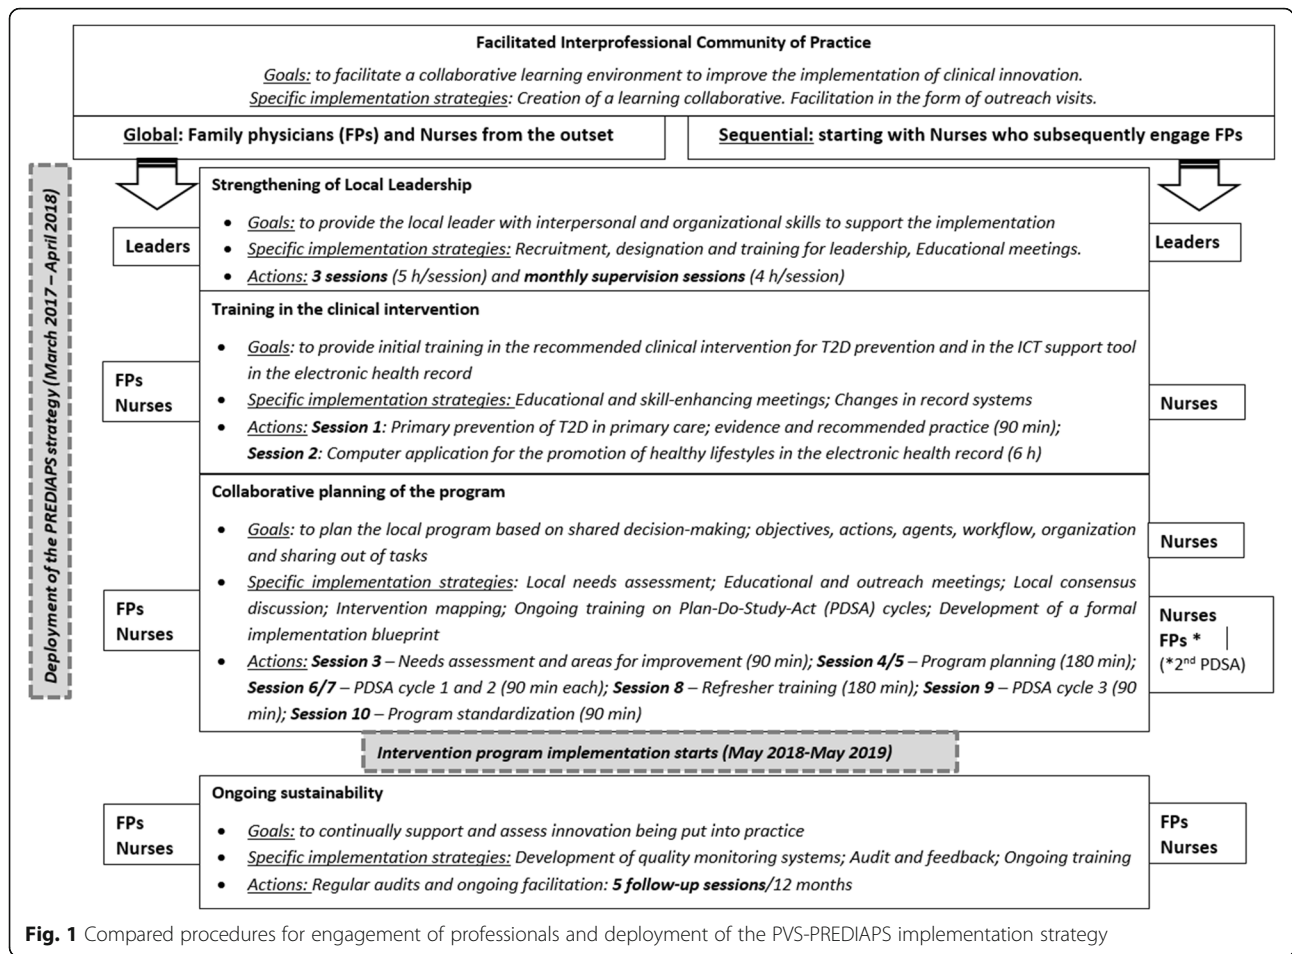 Facilitated Interprofessional Community of Practice
Goals: to facilitate a collaborative learning environment to improve the implementation of clinical innovation.
Specific implementation strategies: Creation of a learning collaborative. Facilitation in the form of outreach visits.
Global: Family physicians (FPs) and Nurses from the outset
Sequential: starting with Nurses who subsequently engage FPs
Deployment of the PREDIAPS strategy (March 2017 – April 2018)
Leaders
Strengthening of Local Leadership
• Goals: to provide the local leader with interpersonal and organizational skills to support the implementation
• Specific implementation strategies: Recruitment, designation and training for leadership, Educational meetings.
• Actions: 3 sessions (5 h/session) and monthly supervision sessions (4 h/session)
Leaders
FPs
Nurses
Training in the clinical intervention
• Goals: to provide initial training in the recommended clinical intervention for T2D prevention and in the ICT support tool
in the electronic health record
• Specific implementation strategies: Educational and skill-enhancing meetings; Changes in record systems
• Actions: Session 1: Primary prevention of T2D in primary care; evidence and recommended practice (90 min);
Session 2: Computer application for the promotion of healthy lifestyles in the electronic health record (6 h)
Nurses
FPs
Nurses
Collaborative planning of the program
• Goals: to plan the local program based on shared decision-making; objectives, actions, agents, workflow, organization
and sharing out of tasks
• Specific implementation strategies: Local needs assessment; Educational and outreach meetings; Local consensus
discussion; Intervention mapping; Ongoing training on Plan-Do-Study-Act (PDSA) cycles; Development of a formal
implementation blueprint
• Actions: Session 3 – Needs assessment and areas for improvement (90 min); Session 4/5 – Program planning (180 min);
Session 6/7 – PDSA cycle 1 and 2 (90 min each); Session 8 – Refresher training (180 min); Session 9 – PDSA cycle 3 (90
min); Session 10 – Program standardization (90 min)
Nurses
Nurses
FPs *
(*2nd PDSA)
Intervention program implementation starts (May 2018-May 2019)
FPs
Nurses
Ongoing sustainability
• Goals: to continually support and assess innovation being put into practice
• Specific implementation strategies: Development of quality monitoring systems; Audit and feedback; Ongoing training
• Actions: Regular audits and ongoing facilitation: 5 follow-up sessions/12 months
FPs
Nurses
Fig. 1 Compared procedures for engagement of professionals and deployment of the PVS-PREDIAPS implementation strategy